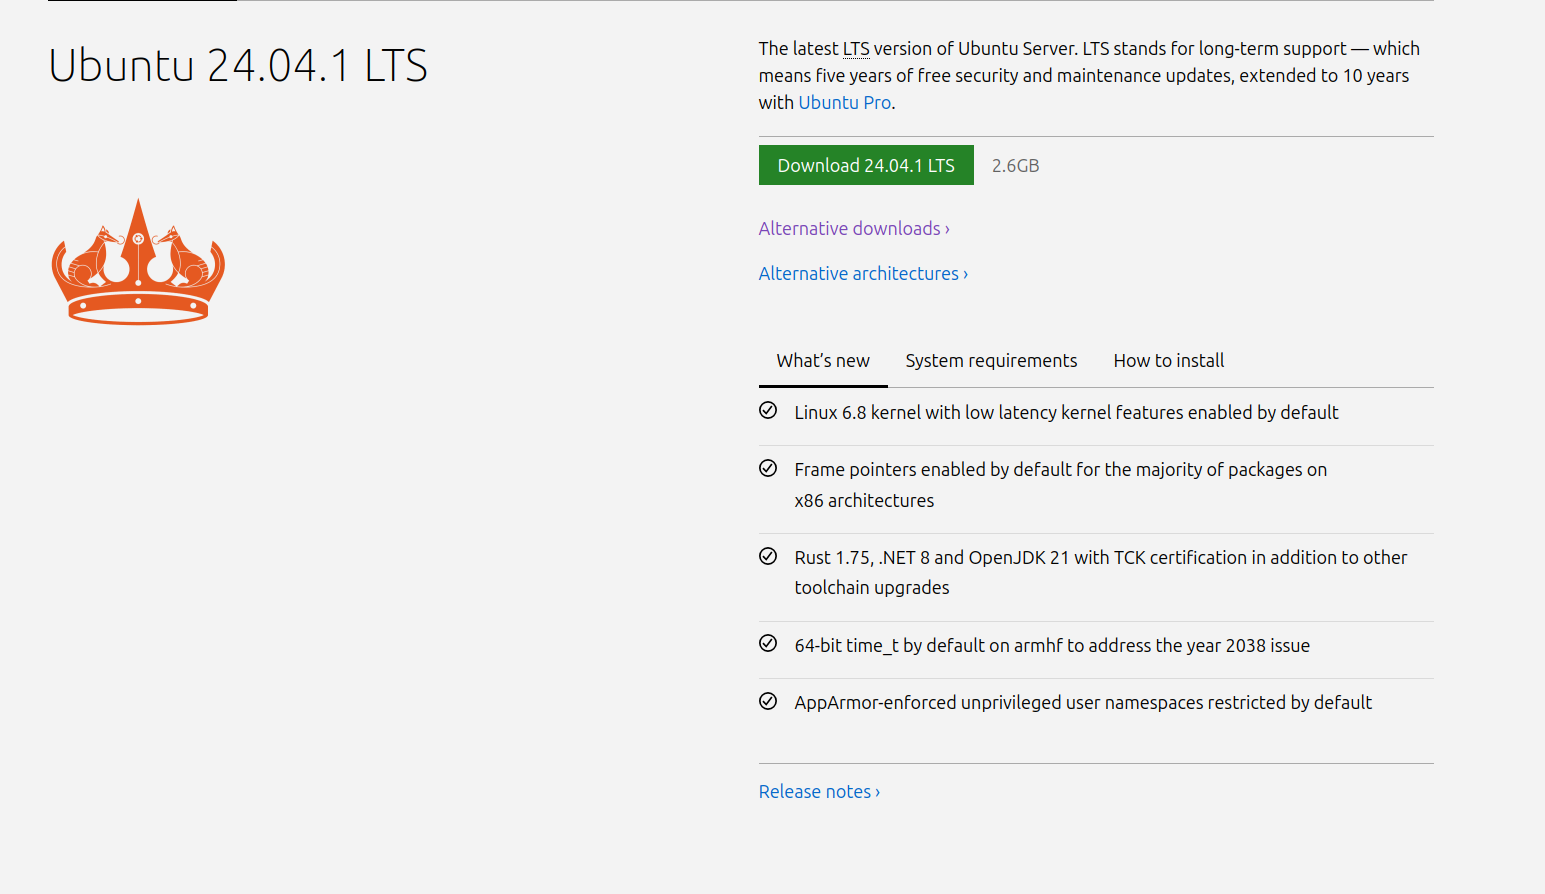 Ubuntu 24.04.1 LTS
The latest LTS version of Ubuntu Server. LTS stands for long-term support — which
means five years of free security and maintenance updates, extended to 10 years
with Ubuntu Pro.
Download 24.04.1 LTS
2.6GB
Alternative downloads ›
Alternative architectures ›
What’s new
System requirements
How to install
Linux 6.8 kernel with low latency kernel features enabled by default
Frame pointers enabled by default for the majority of packages on
x86 architectures
Rust 1.75, .NET 8 and OpenJDK 21 with TCK certification in addition to other
toolchain upgrades
64-bit time_t by default on armhf to address the year 2038 issue
AppArmor-enforced unprivileged user namespaces restricted by default
Release notes ›